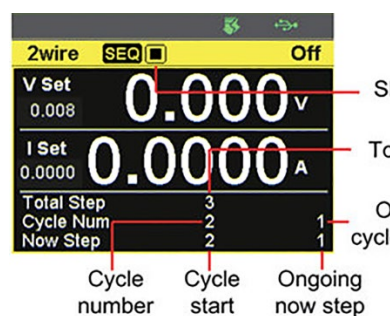 2wire SEQ Off
V Set
0.008
0.000 V
I Set
0.0000
0.0000 A
Total Step 3
Cycle Num 2 1
Now Step 2 1
Cycle number
Cycle start
Ongoing now step